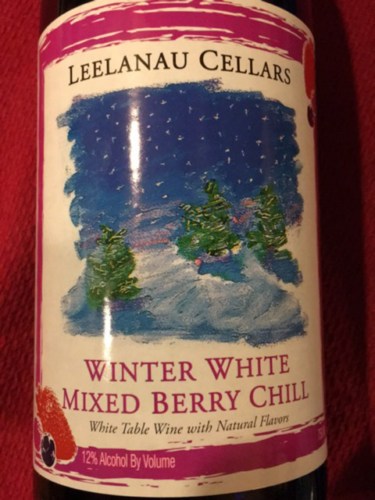 LEELANAU CELLARS
WINTER WHITE
MIXED BERRY CHILL
White Table Wine with Natural Flavors
12% Alcohol By Volume